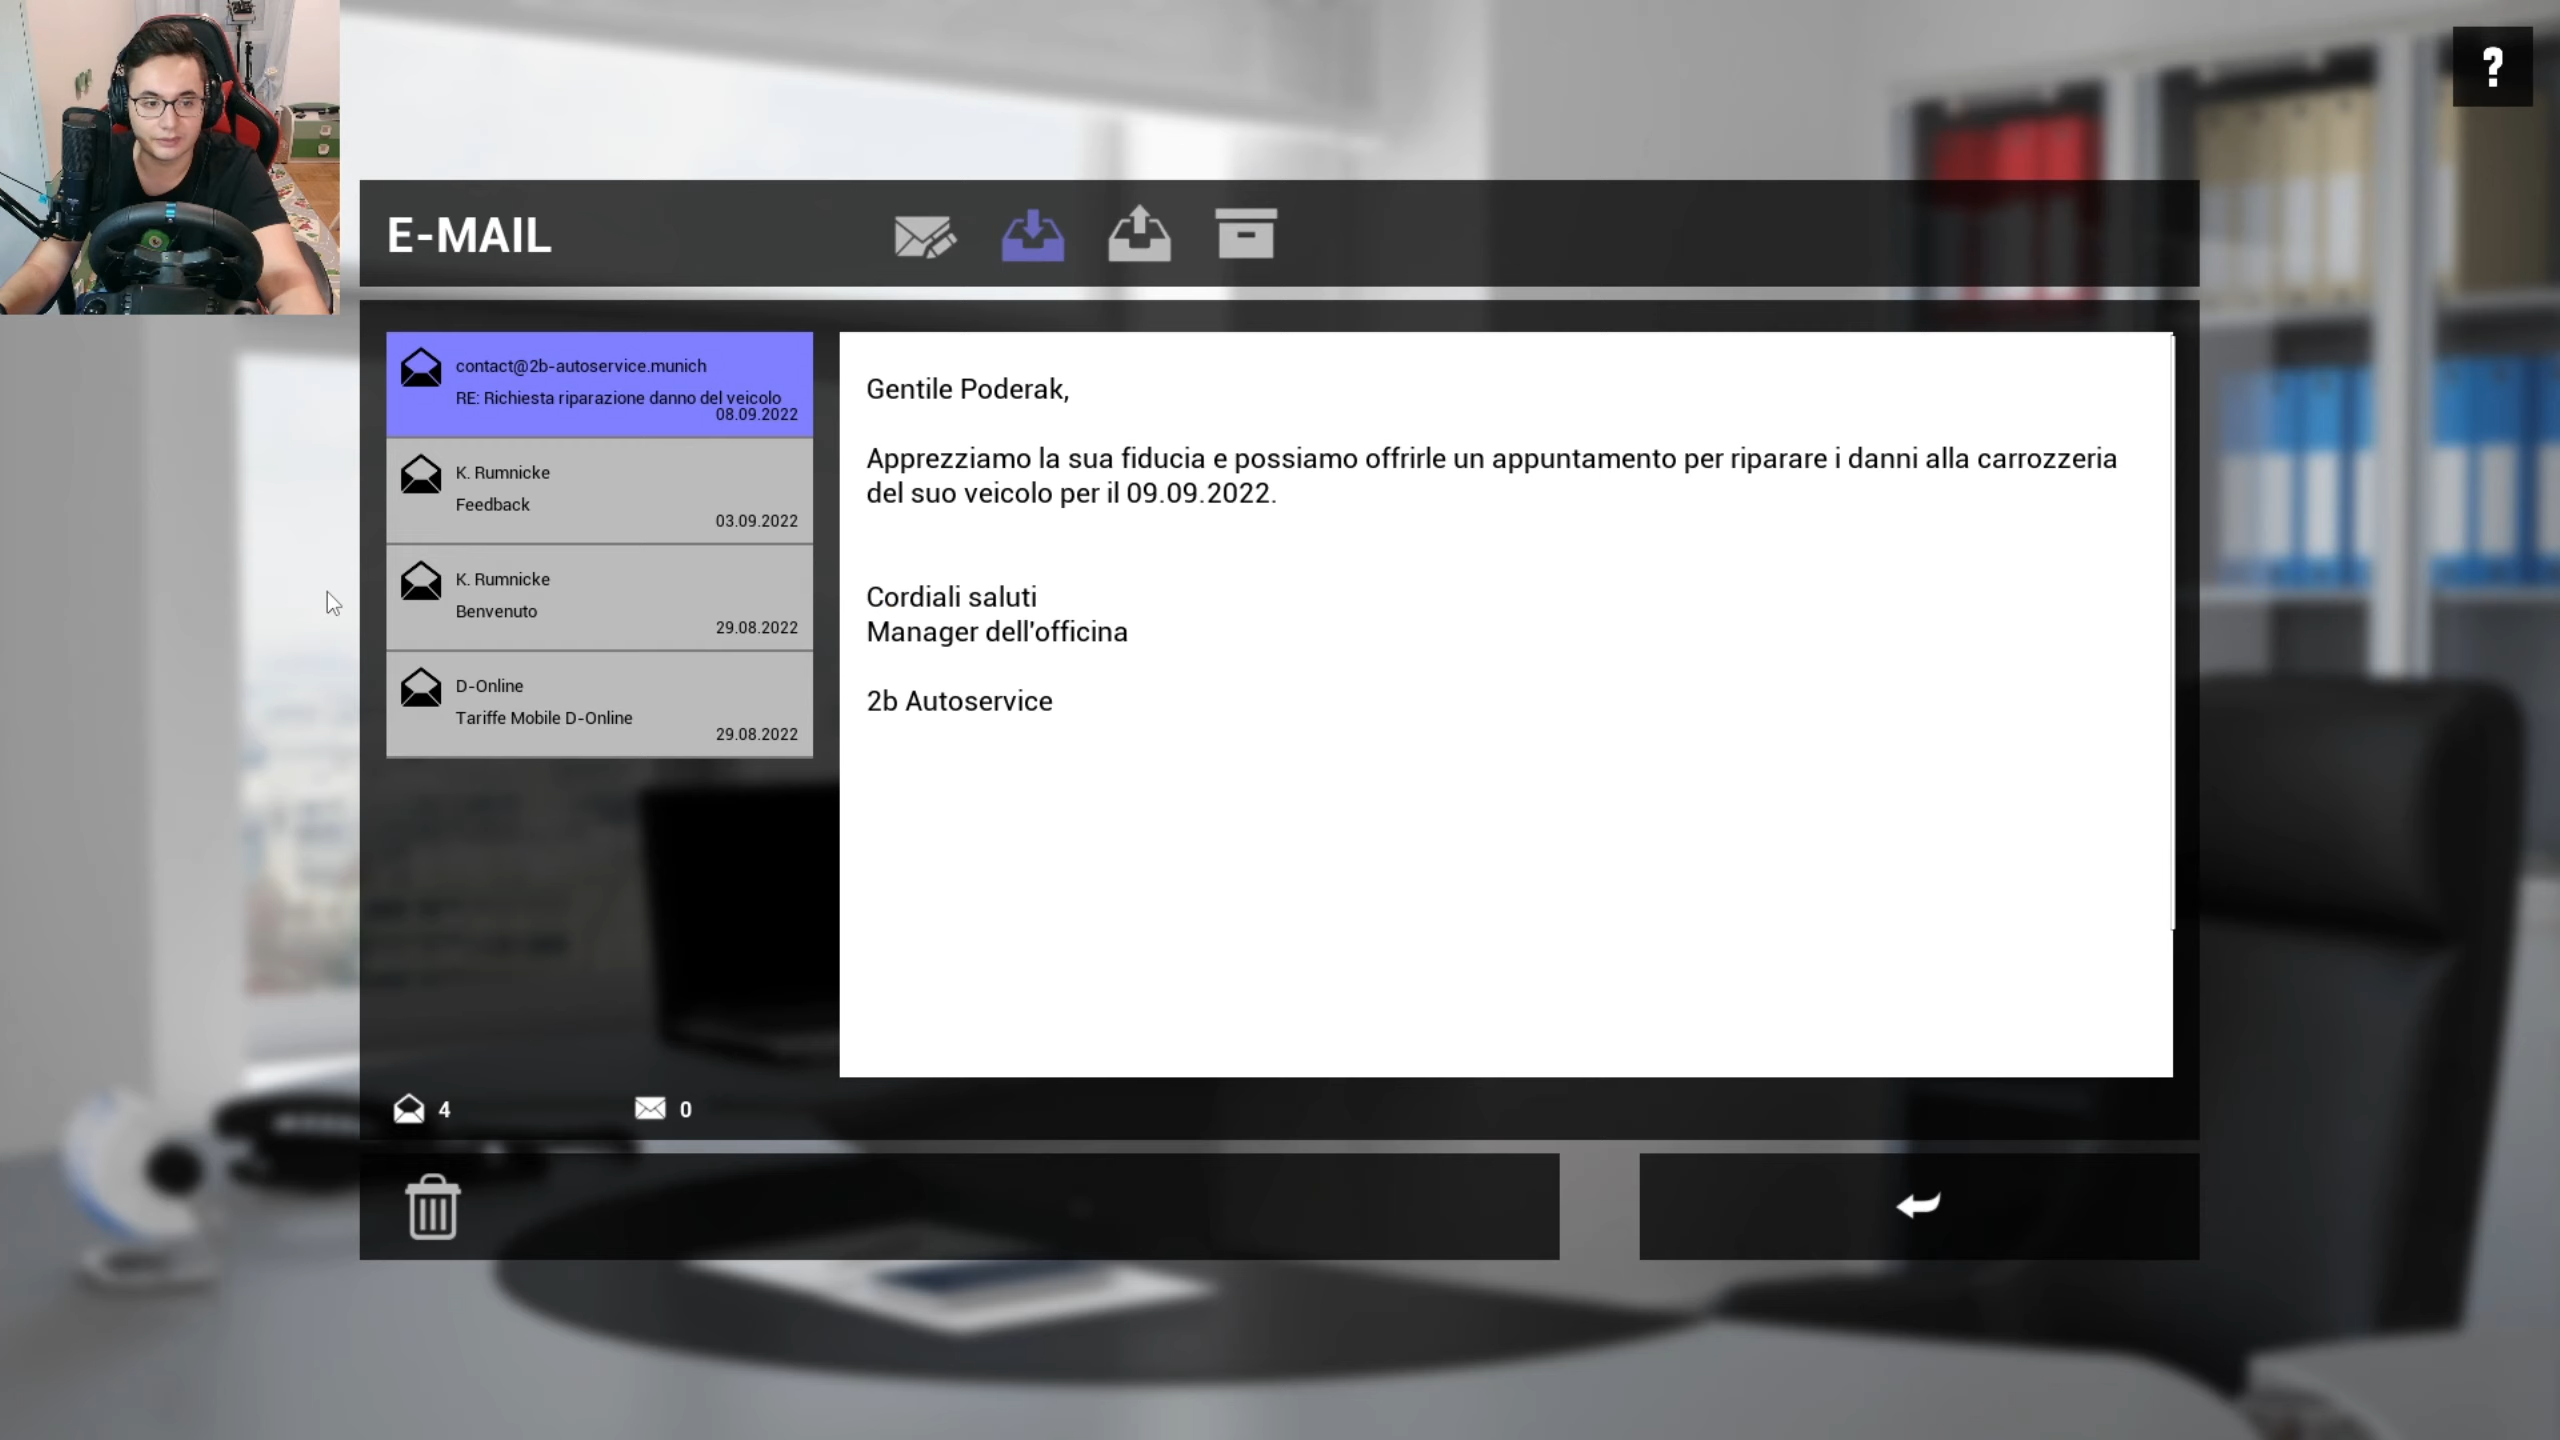 ?
E-MAIL
contact@2b-autoservice.munich
RE: Richiesta riparazione danno del veicolo
08.09.2022
K. Rumnicke
Feedback
03.09.2022
K. Rumnicke
Benvenuto
29.08.2022
D-Online
Tariffe Mobile D-Online
29.08.2022
Gentile Poderak,
Apprezziamo la sua fiducia e possiamo offrirle un appuntamento per riparare i danni alla carrozzeria
del suo veicolo per il 09.09.2022.
Cordiali saluti
Manager dell'officina
2b Autoservice
4
0